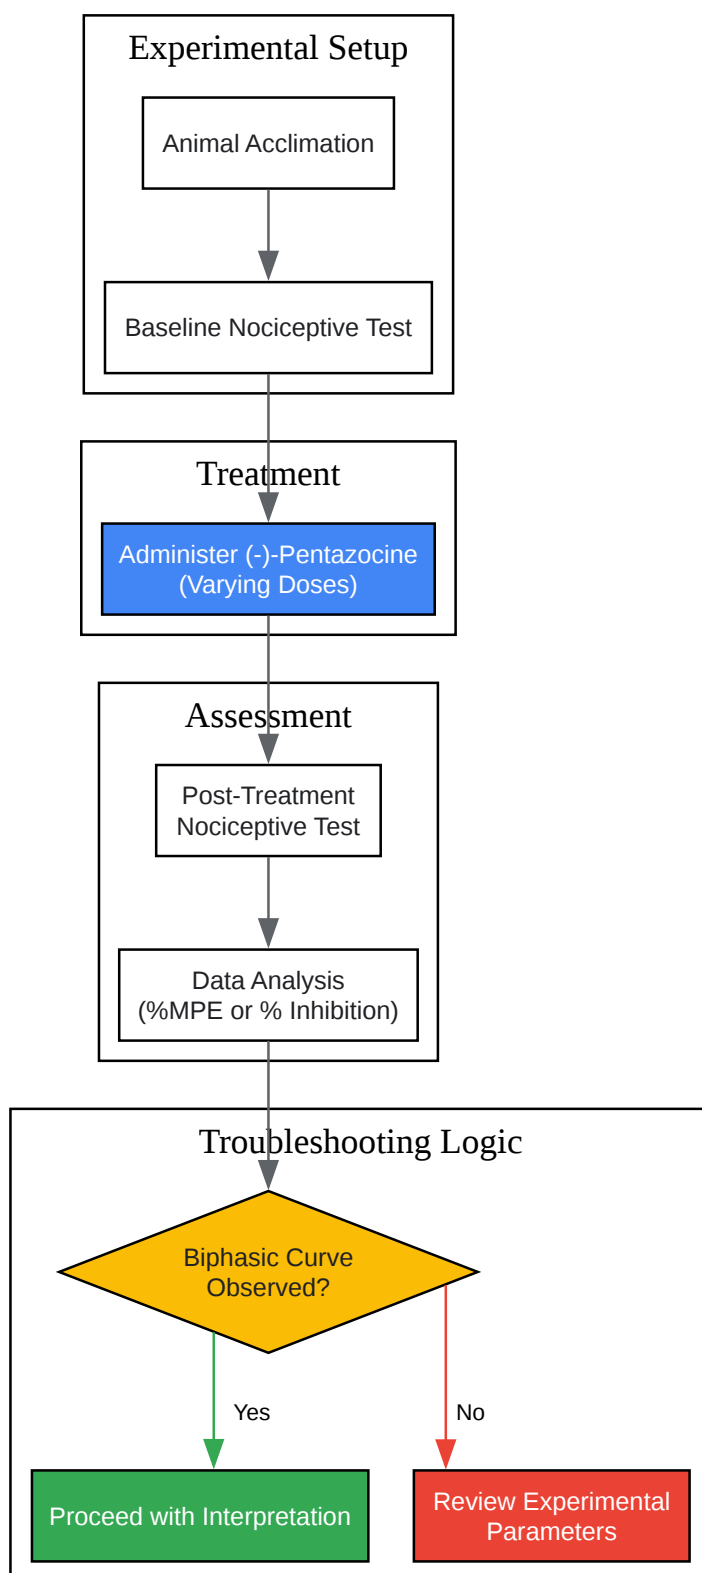 Experimental Setup
Animal Acclimation
Baseline Nociceptive Test
Treatment
Administer (-)-Pentazocine
(Varying Doses)
Assessment
Post-Treatment
Nociceptive Test
Data Analysis
(%MPE or % Inhibition)
Troubleshooting Logic
Biphasic Curve
Observed?
Yes
No
Proceed with Interpretation
Review Experimental
Parameters